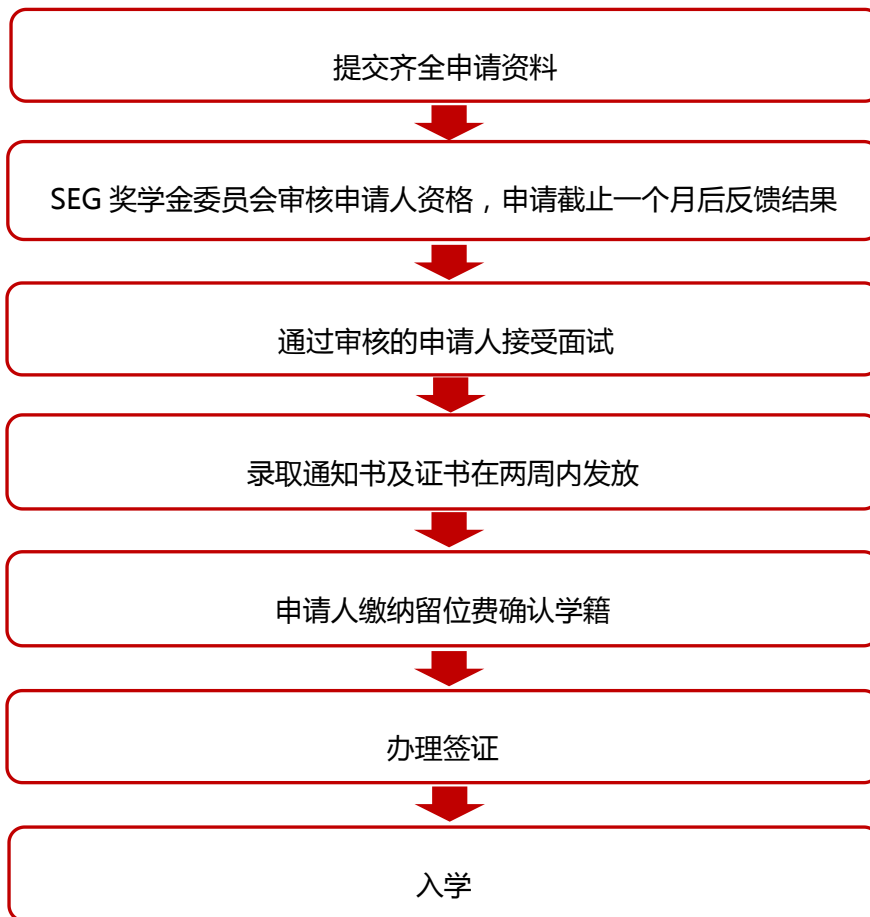 提交齐全申请资料
SEG 奖学金委员会审核申请人资格，申请截止一个月后反馈结果
通过审核的申请人接受面试
录取通知书及证书在两周内发放
申请人缴纳留位费确认学籍
办理签证
入学